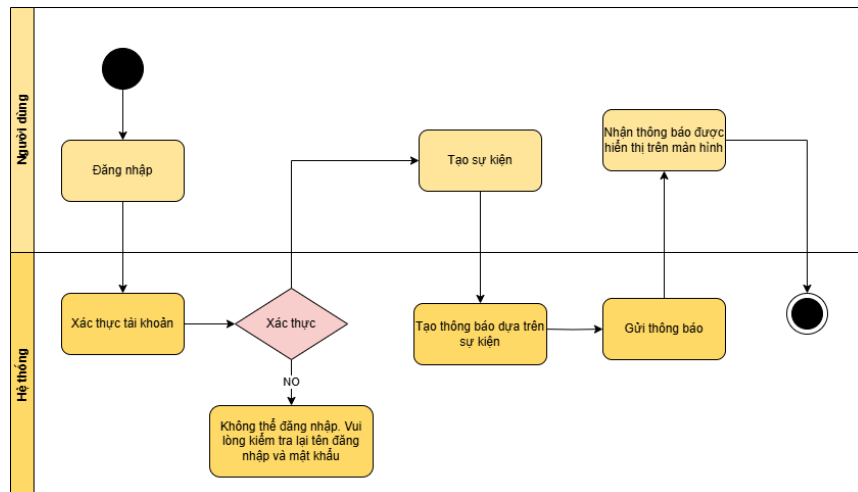 Người dùng
Đăng nhập
Tạo sự kiện
Nhận thông báo được
hiển thị trên màn hình
Hệ thống
Xác thực tài khoản
Xác thực
Tạo thông báo dựa trên
sự kiện
Gửi thông báo
NO
Không thể đăng nhập. Vui
lòng kiểm tra lại tên đăng
nhập và mật khẩu